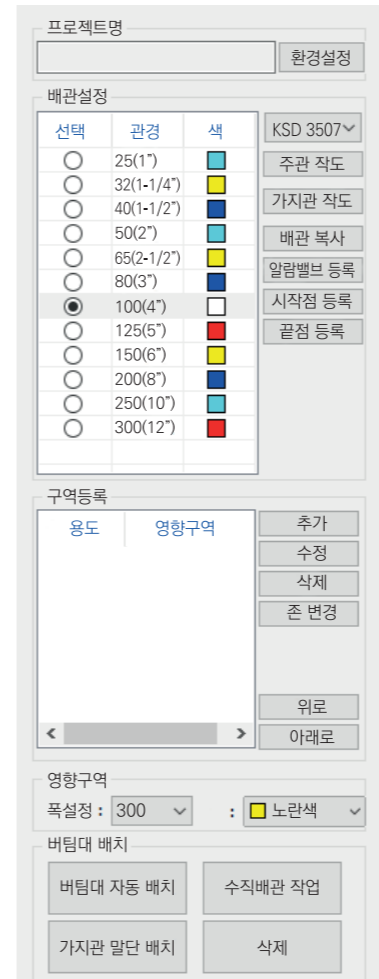 프로젝트명
환경설정
배관설정
선택 관경 색 KSD 3507
25(1") 주관 작도
32(1-1/4")
40(1-1/2") 가지관 작도
50(2") 배관 복사
65(2-1/2") 알람밸브 등록
80(3")
100(4") 시작점 등록
125(5") 끝점 등록
150(6")
200(8")
250(10")
300(12")
구역등록
용도 영향구역 추가
수정
삭제
존 변경
위로
아래로
영향구역
폭설정 : 300 : 노란색
버팀대 배치
버팀대 자동 배치 수직배관 작업
가지관 말단 배치 삭제